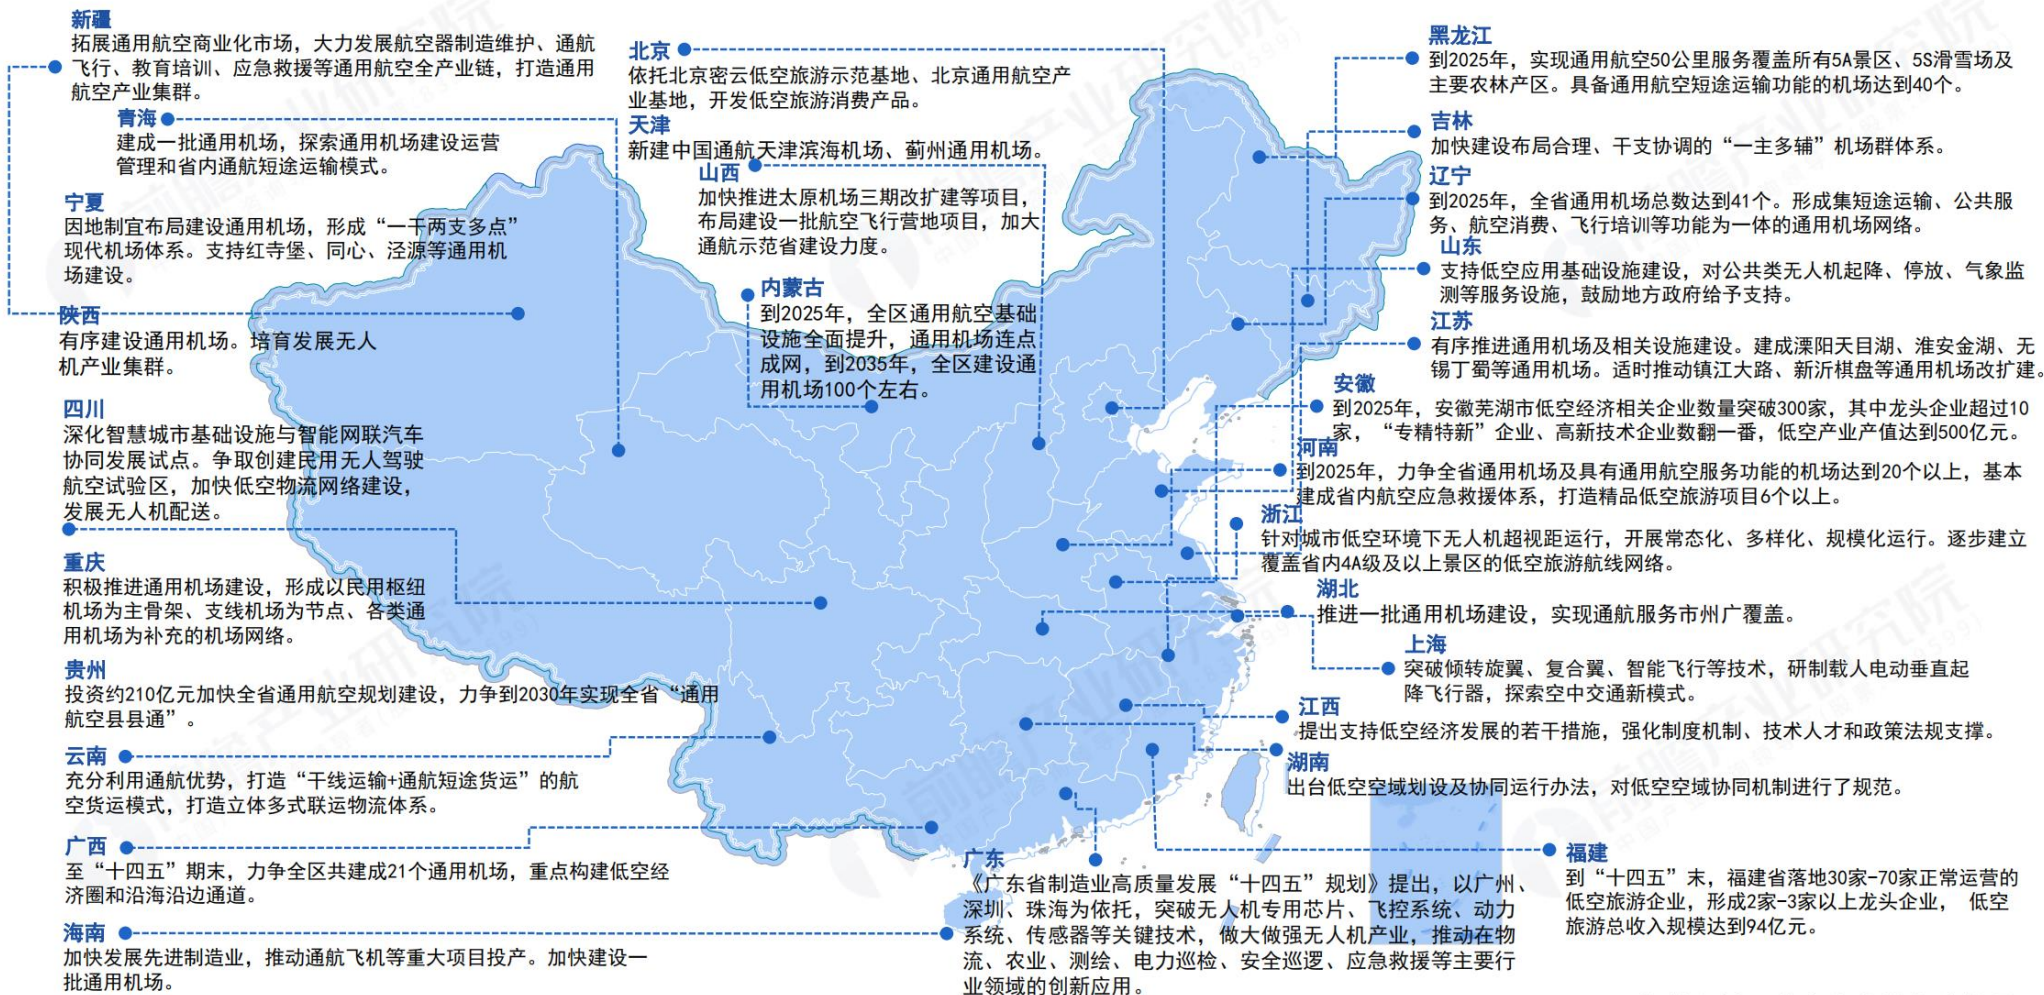 新疆
拓展通用航空商业化市场，大力发展航空器制造维护、通航
飞行、教育培训、应急救援等通用航空全产业链，打造通用
航空产业集群。
青海
建成一批通用机场，探索通用机场建设运营
管理和省内通航短途运输模式。
宁夏
因地制宜布局建设通用机场，形成“一干两支多点”
现代机场体系。支持红寺堡、同心、泾源等通用机
场建设。
陕西
有序建设通用机场。培育发展无人
机产业集群。
四川
深化智慧城市基础设施与智能网联汽车
协同发展试点。争取创建民用无人驾驶
航空试验区，加快低空物流网络建设，
发展无人机配送。
重庆
积极推进通用机场建设，形成以民用枢纽
机场为主骨架、支线机场为节点、各类通
用机场为补充的机场网络。
贵州
投资约210亿元加快全省通用航空规划建设，力争到2030年实现全省“通用
航空县县通”。
云南
充分利用通航优势，打造“干线运输+通航短途货运”的航
空货运模式，打造立体多式联运物流体系。
广西
至“十四五”期末，力争全区共建成21个通用机场，重点构建低空经
济圈和沿海沿边通道。
海南
加快发展先进制造业，推动通航飞机等重大项目投产。加快建设一
批通用机场。
北京
依托北京密云低空旅游示范基地、北京通用航空产
业基地，开发低空旅游消费产品。
天津
新建中国通航天津滨海机场、蓟州通用机场。
山西
加快推进太原机场三期改扩建等项目，
布局建设一批航空飞行营地项目，加大
通航示范省建设力度。
内蒙古
到2025年，全区通用航空基础
设施全面提升，通用机场连点
成网，到2035年，全区建设通
用机场100个左右。
黑龙江
到2025年，实现通用航空50公里服务覆盖所有5A景区、5S滑雪场及
主要农林产区。具备通用航空短途运输功能的机场达到40个。
吉林
加快建设布局合理、干支协调的“一主多辅”机场群体系。
辽宁
到2025年，全省通用机场总数达到41个。形成集短途运输、公共服
务、航空消费、飞行培训等功能为一体的通用机场网络。
山东
支持低空应用基础设施建设，对公共类无人机起降、停放、气象监
测等服务设施，鼓励地方政府给予支持。
江苏
有序推进通用机场及相关设施建设。建成溧阳天目湖、淮安金湖、无
锡丁蜀等通用机场。适时推动镇江大路、新沂棋盘等通用机场改扩建。
安徽
到2025年，安徽芜湖市低空经济相关企业数量突破300家，其中龙头企业超过10
家，“专精特新”企业、高新技术企业数翻一番，低空产业产值达到500亿元。
河南
到2025年，力争全省通用机场及具有通用航空服务功能的机场达到20个以上，基本
建成省内航空应急救援体系，打造精品低空旅游项目6个以上。
浙江
针对城市低空环境下无人机超视距运行，开展常态化、多样化、规模化运行。逐步建立
覆盖省内4A级及以上景区的低空旅游航线网络。
湖北
推进一批通用机场建设，实现通航服务市州广覆盖。
上海
突破倾转旋翼、复合翼、智能飞行等技术，研制载人电动垂直起
降飞行器，探索空中交通新模式。
江西
提出支持低空经济发展的若干措施，强化制度机制、技术人才和政策法规支撑。
湖南
出台低空空域划设及协同运行办法，对低空空域协同机制进行了规范。
福建
到“十四五”末，福建省落地30家-70家正常运营的
低空旅游企业，形成2家-3家以上龙头企业， 低空
旅游总收入规模达到94亿元。
广东
《广东省制造业高质量发展“十四五”规划》提出，以广州、
深圳、珠海为依托，突破无人机专用芯片、飞控系统、动力
系统、传感器等关键技术，做大做强无人机产业，推动在物
流、农业、测绘、电力巡检、安全巡逻、应急救援等主要行
业领域的创新应用。
前瞻产业研究院